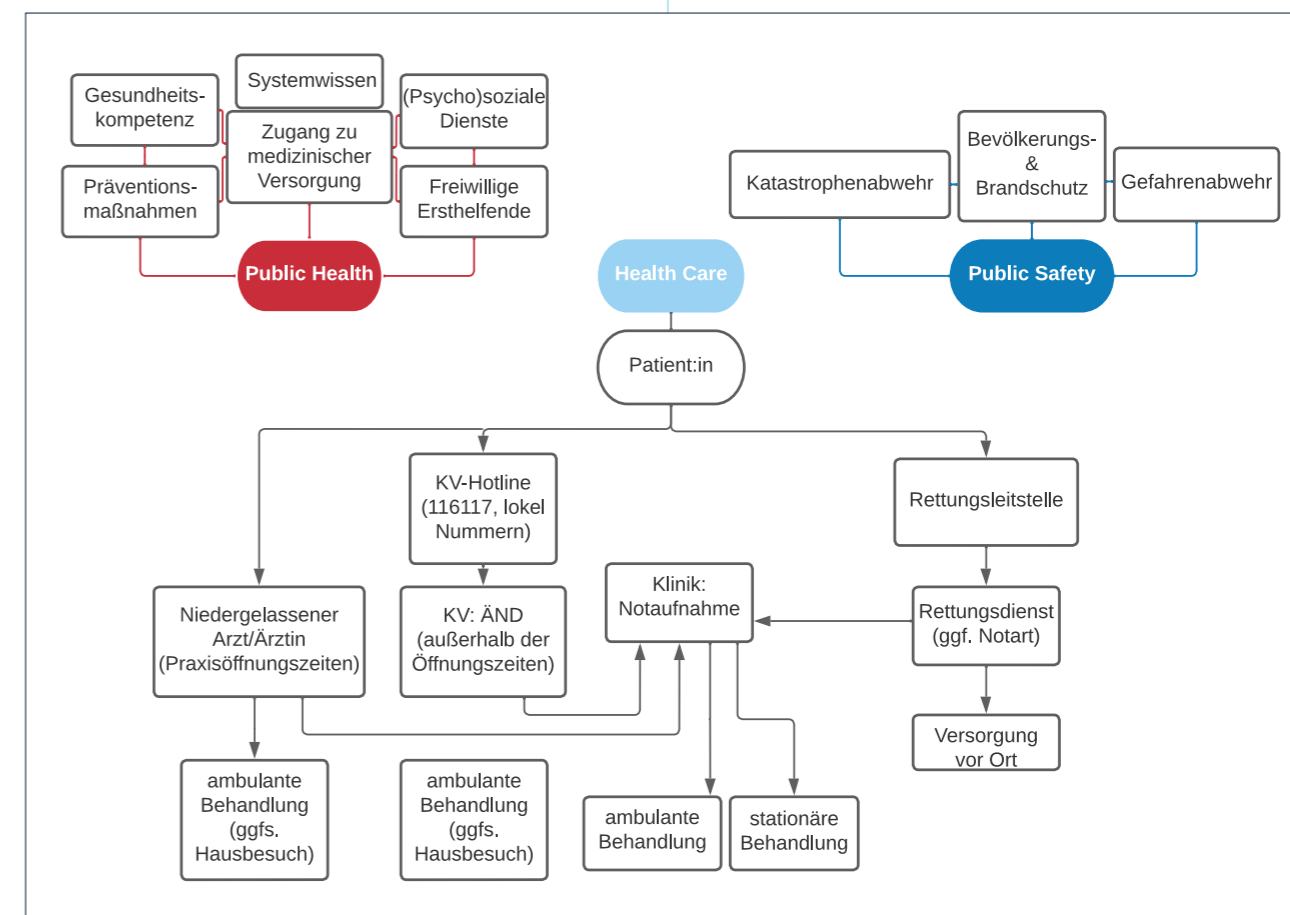 Systemwissen
Gesundheits-
kompetenz
(Psycho)soziale
Dienste
Zugang zu
medizinischer
Versorgung
Präventions-
maßnahmen
Freiwillige
Ersthelfende
Public Health
Health Care
Katastrophenabwehr
Bevölkerungs-
&
Brandschutz
Gefahrenabwehr
Public Safety
Patient:in
KV-Hotline
(116117, lokel
Nummern)
Rettungsleitstelle
Niedergelassener
Arzt/Ärztin
(Praxisöffnungszeiten)
KV: ÄND
(außerhalb der
Öffnungszeiten)
Klinik:
Notaufnahme
Rettungsdienst
(ggf. Notart)
Versorgung
vor Ort
ambulante
Behandlung
(ggfs.
Hausbesuch)
ambulante
Behandlung
(ggfs.
Hausbesuch)
ambulante
Behandlung
stationäre
Behandlung